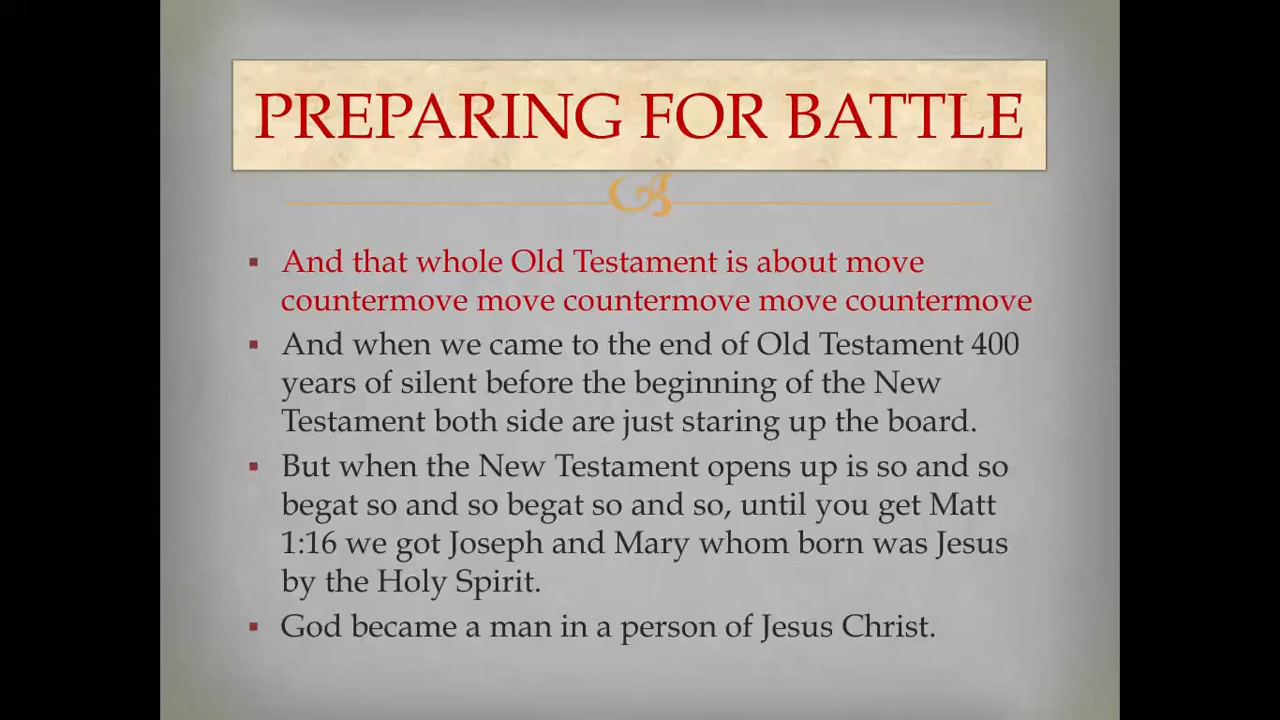 PREPARING FOR BATTLE
And that whole Old Testament is about move
countermove move countermove move countermove
And when we came to the end of Old Testament 400
years of silent before the beginning of the New
Testament both side are just staring up the board.
But when the New Testament opens up is so and so
begat so and so begat so and so, until you get Matt
1:16 we got Joseph and Mary whom born was Jesus
by the Holy Spirit.
God became a man in a person of Jesus Christ.